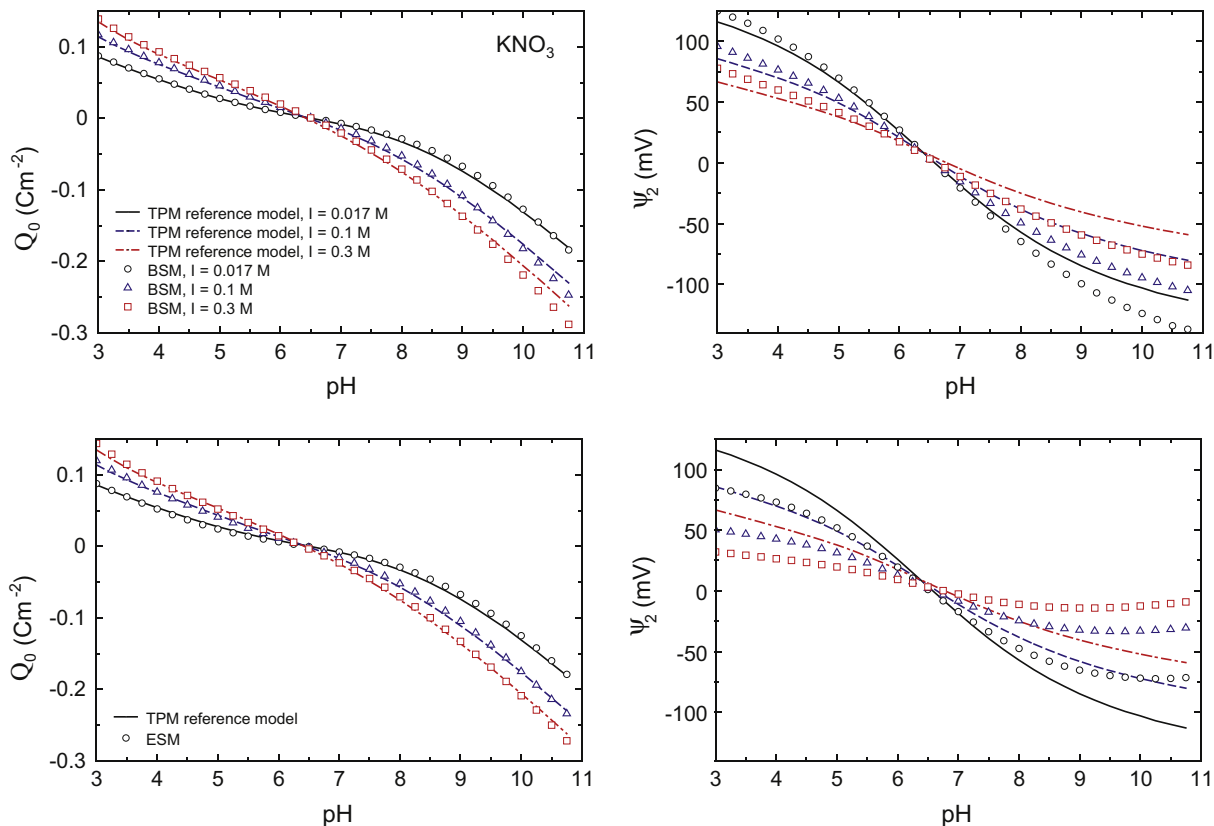 0.1
0
-0.1
-0.2
-0.3
Q₀ (Cm⁻²)
KNO₃
TPM reference model, I = 0.017 M
TPM reference model, I = 0.1 M
TPM reference model, I = 0.3 M
BSM, I = 0.017 M
BSM, I = 0.1 M
BSM, I = 0.3 M
3 4 5 6 7 8 9 10 11
pH
100
50
0
-50
-100
Ψ₂ (mV)
3 4 5 6 7 8 9 10 11
pH
0.1
0
-0.1
-0.2
-0.3
Q₀ (Cm⁻²)
TPM reference model
ESM
3 4 5 6 7 8 9 10 11
pH
100
50
0
-50
-100
Ψ₂ (mV)
3 4 5 6 7 8 9 10 11
pH